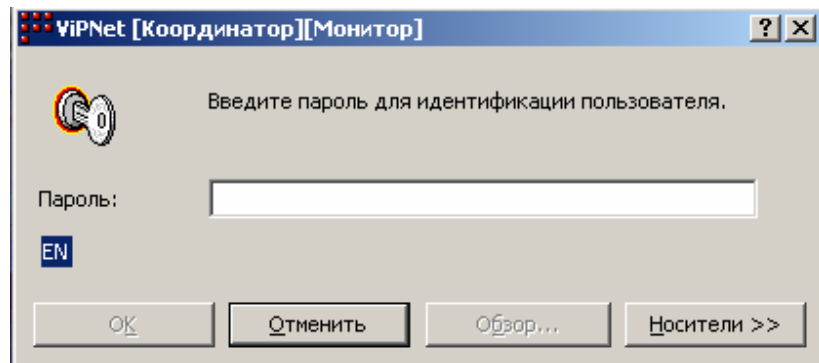 ViPNet [Координатор][Монитор]
Введите пароль для идентификации пользователя.
Пароль:
EN
OK Отменить Обзор... Носители >>